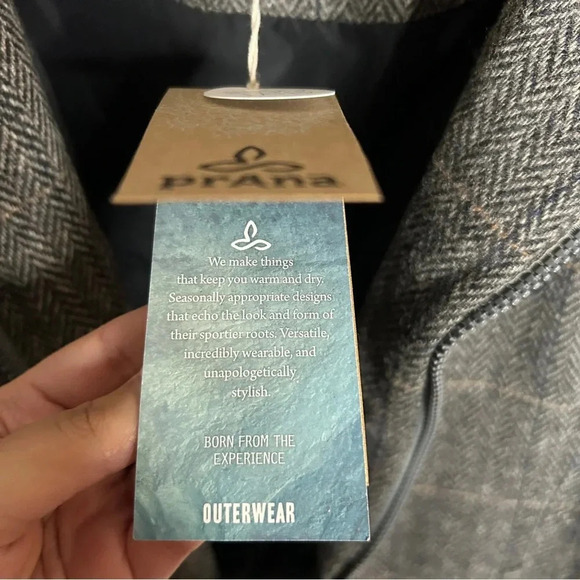 prAna
We make things
that keep you warm and dry.
Seasonally appropriate designs
that echo the look and form of
their sportier roots. Versatile,
incredibly wearable, and
unapologetically
stylish.
BORN FROM THE
EXPERIENCE
OUTERWEAR